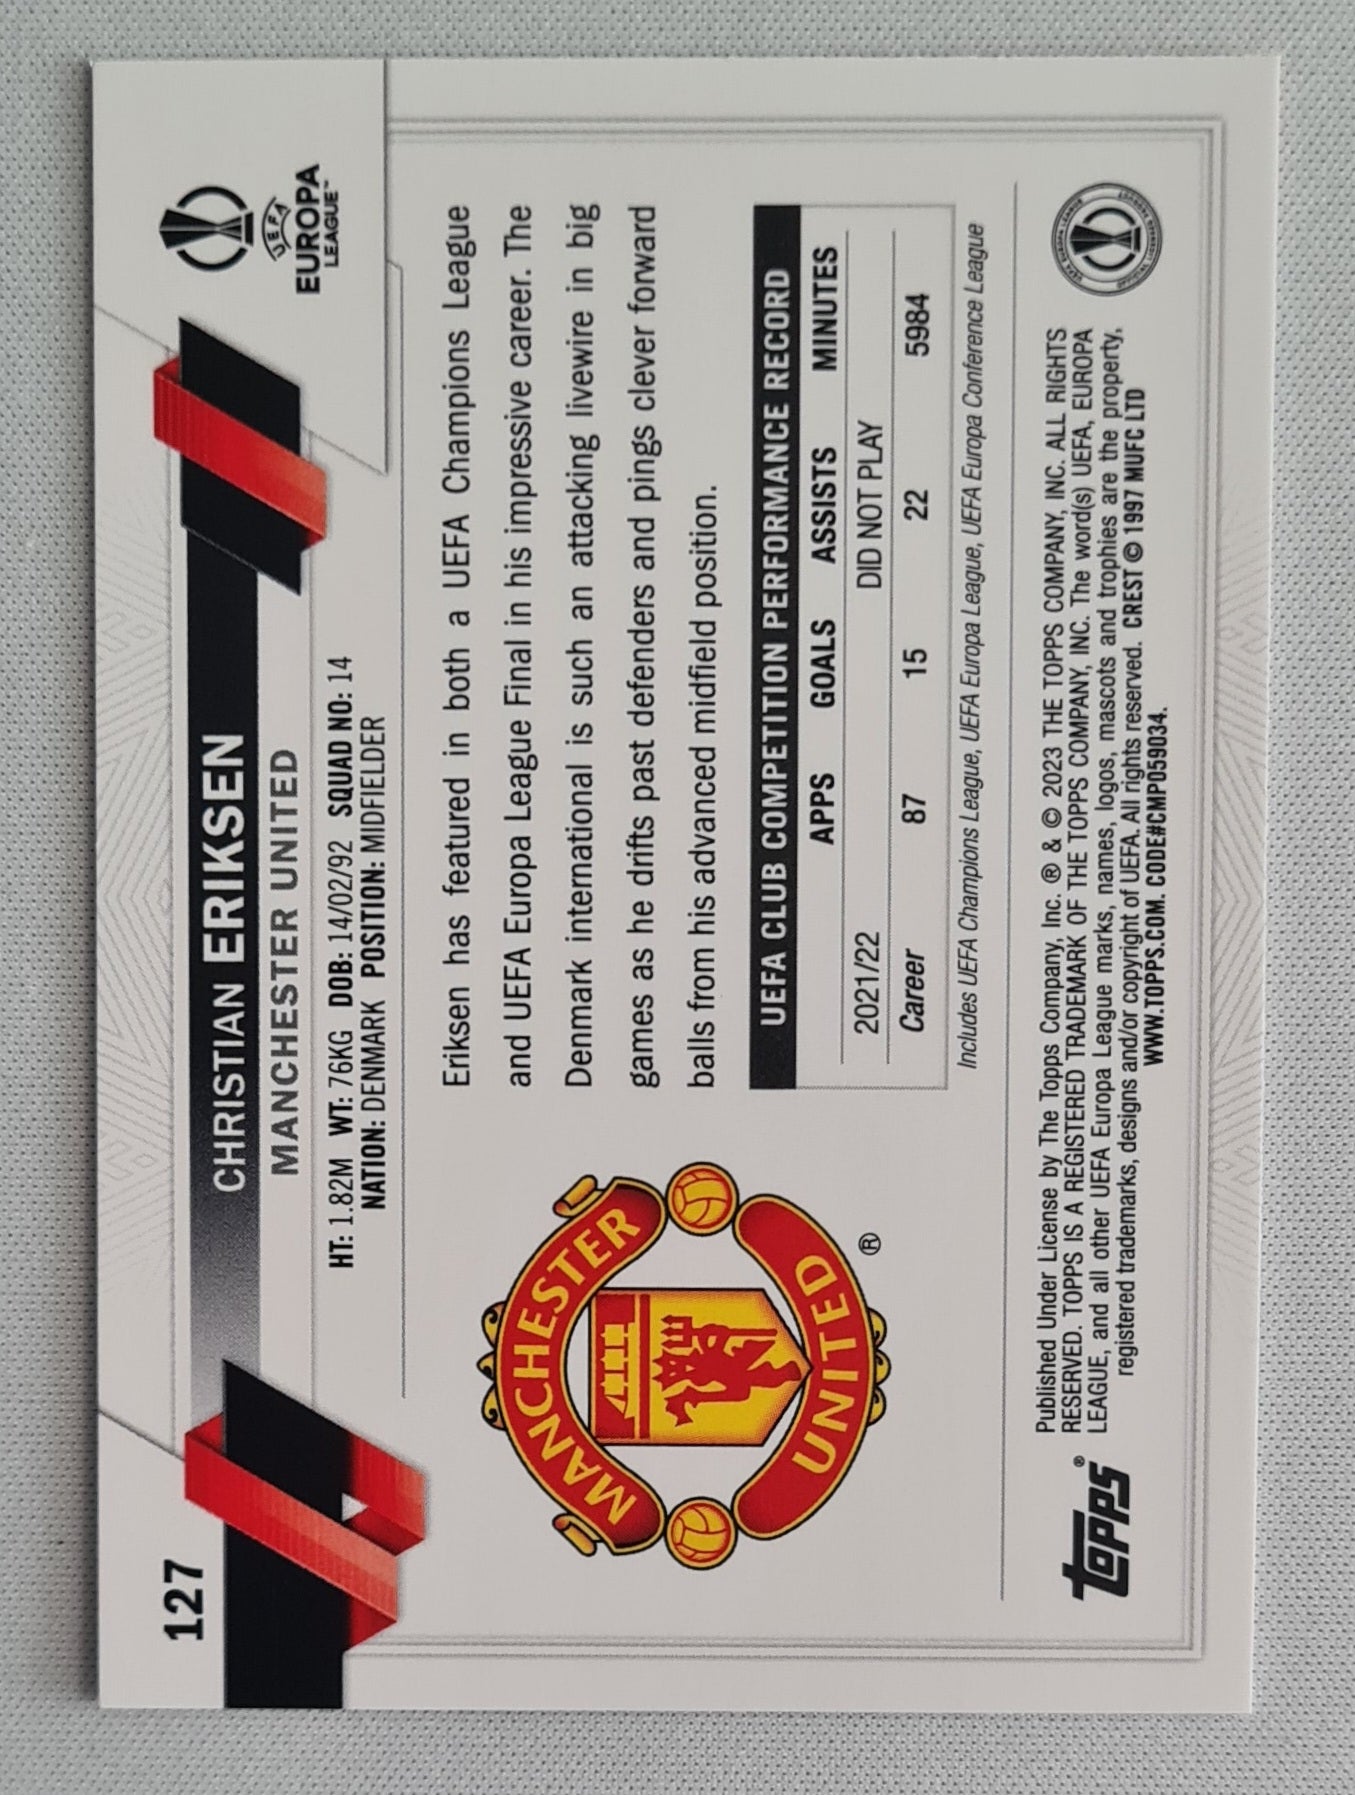 127
CHRISTIAN ERIKSEN
MANCHESTER UNITED
HT: 1.82M WT: 76KG DOB: 14/02/92 SQUAD NO: 14
NATION: DENMARK POSITION: MIDFIELDER
UEFA
EUROPA
LEAGUE™
MANCHESTER
UNITED
®
Eriksen has featured in both a UEFA Champions League
and UEFA Europa League Final in his impressive career. The
Denmark international is such an attacking livewire in big
games as he drifts past defenders and pings clever forward
balls from his advanced midfield position.
UEFA CLUB COMPETITION PERFORMANCE RECORD
APPS GOALS ASSISTS MINUTES
2021/22 DID NOT PLAY
Career 87 15 22 5984
Includes UEFA Champions League, UEFA Europa League, UEFA Europa Conference League
topps®
Published Under License by The Topps Company, Inc. ® & © 2023 THE TOPPS COMPANY, INC. ALL RIGHTS
RESERVED. TOPPS IS A REGISTERED TRADEMARK OF THE TOPPS COMPANY, INC. The word(s) UEFA, EUROPA
LEAGUE, and all other UEFA Europa League marks, names, logos, mascots and trophies are the property,
registered trademarks, designs and/or copyright of UEFA. All rights reserved. CREST © 1997 MUFC LTD
WWW.TOPPS.COM. CODE#CMP059034.